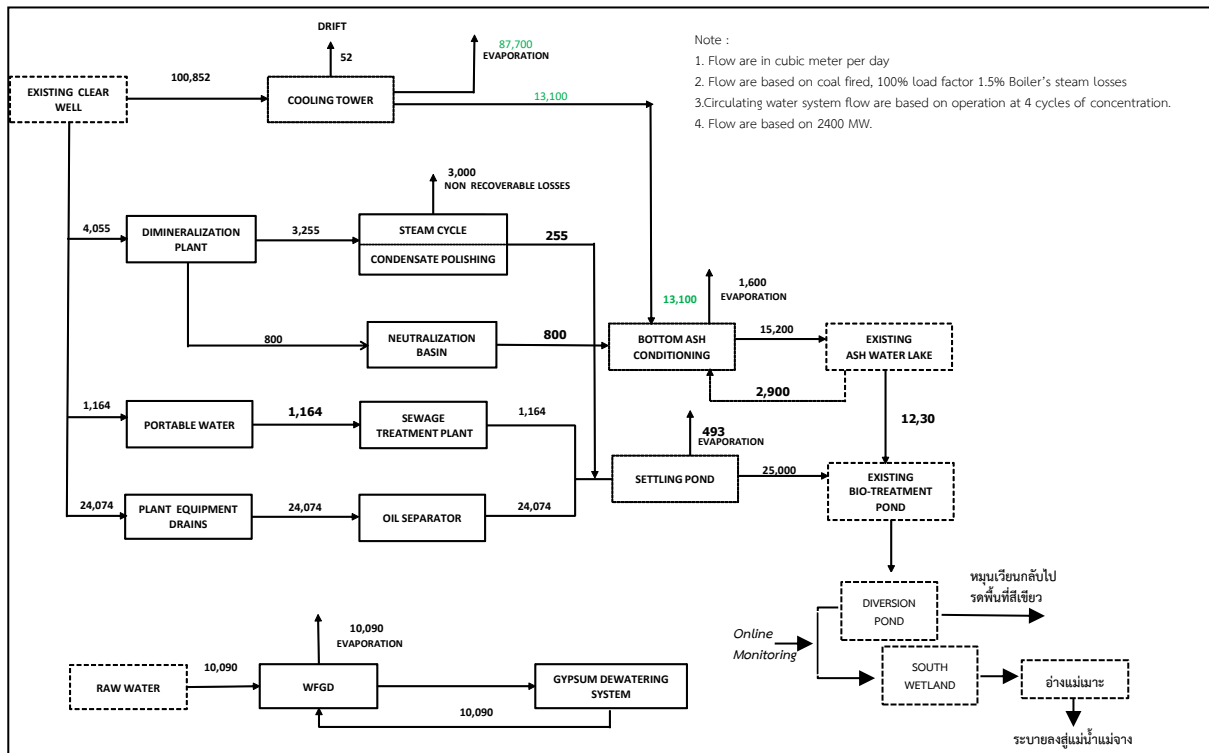 DRIFT
87,700
EVAPORATION
52
100,852
EXISTING CLEAR
WELL
COOLING TOWER
13,100
Note :
1. Flow are in cubic meter per day
2. Flow are based on coal fired, 100% load factor 1.5% Boiler's steam losses
3.Circulating water system flow are based on operation at 4 cycles of concentration.
4. Flow are based on 2400 MW.
3,000
NON RECOVERABLE LOSSES
4,055
DIMINERALIZATION
PLANT
3,255
STEAM CYCLE
CONDENSATE POLISHING
255
13,100
1,600
EVAPORATION
800
NEUTRALIZATION
BASIN
800
BOTTOM ASH
CONDITIONING
15,200
EXISTING
ASH WATER LAKE
2,900
12,30
1,164
PORTABLE WATER
1,164
SEWAGE
TREATMENT PLANT
1,164
493
EVAPORATION
SETTLING POND
25,000
EXISTING
BIO-TREATMENT
POND
24,074
PLANT EQUIPMENT
DRAINS
24,074
OIL SEPARATOR
24,074
หมุนเวียนกลับไป
รดพื้นที่สีเขียว
DIVERSION
POND
Online
Monitoring
SOUTH
WETLAND
อ่างแม่เมาะ
ระบายลงสู่แม่น้ำแม่จาง
10,090
EVAPORATION
RAW WATER
10,090
WFGD
GYPSUM DEWATERING
SYSTEM
10,090